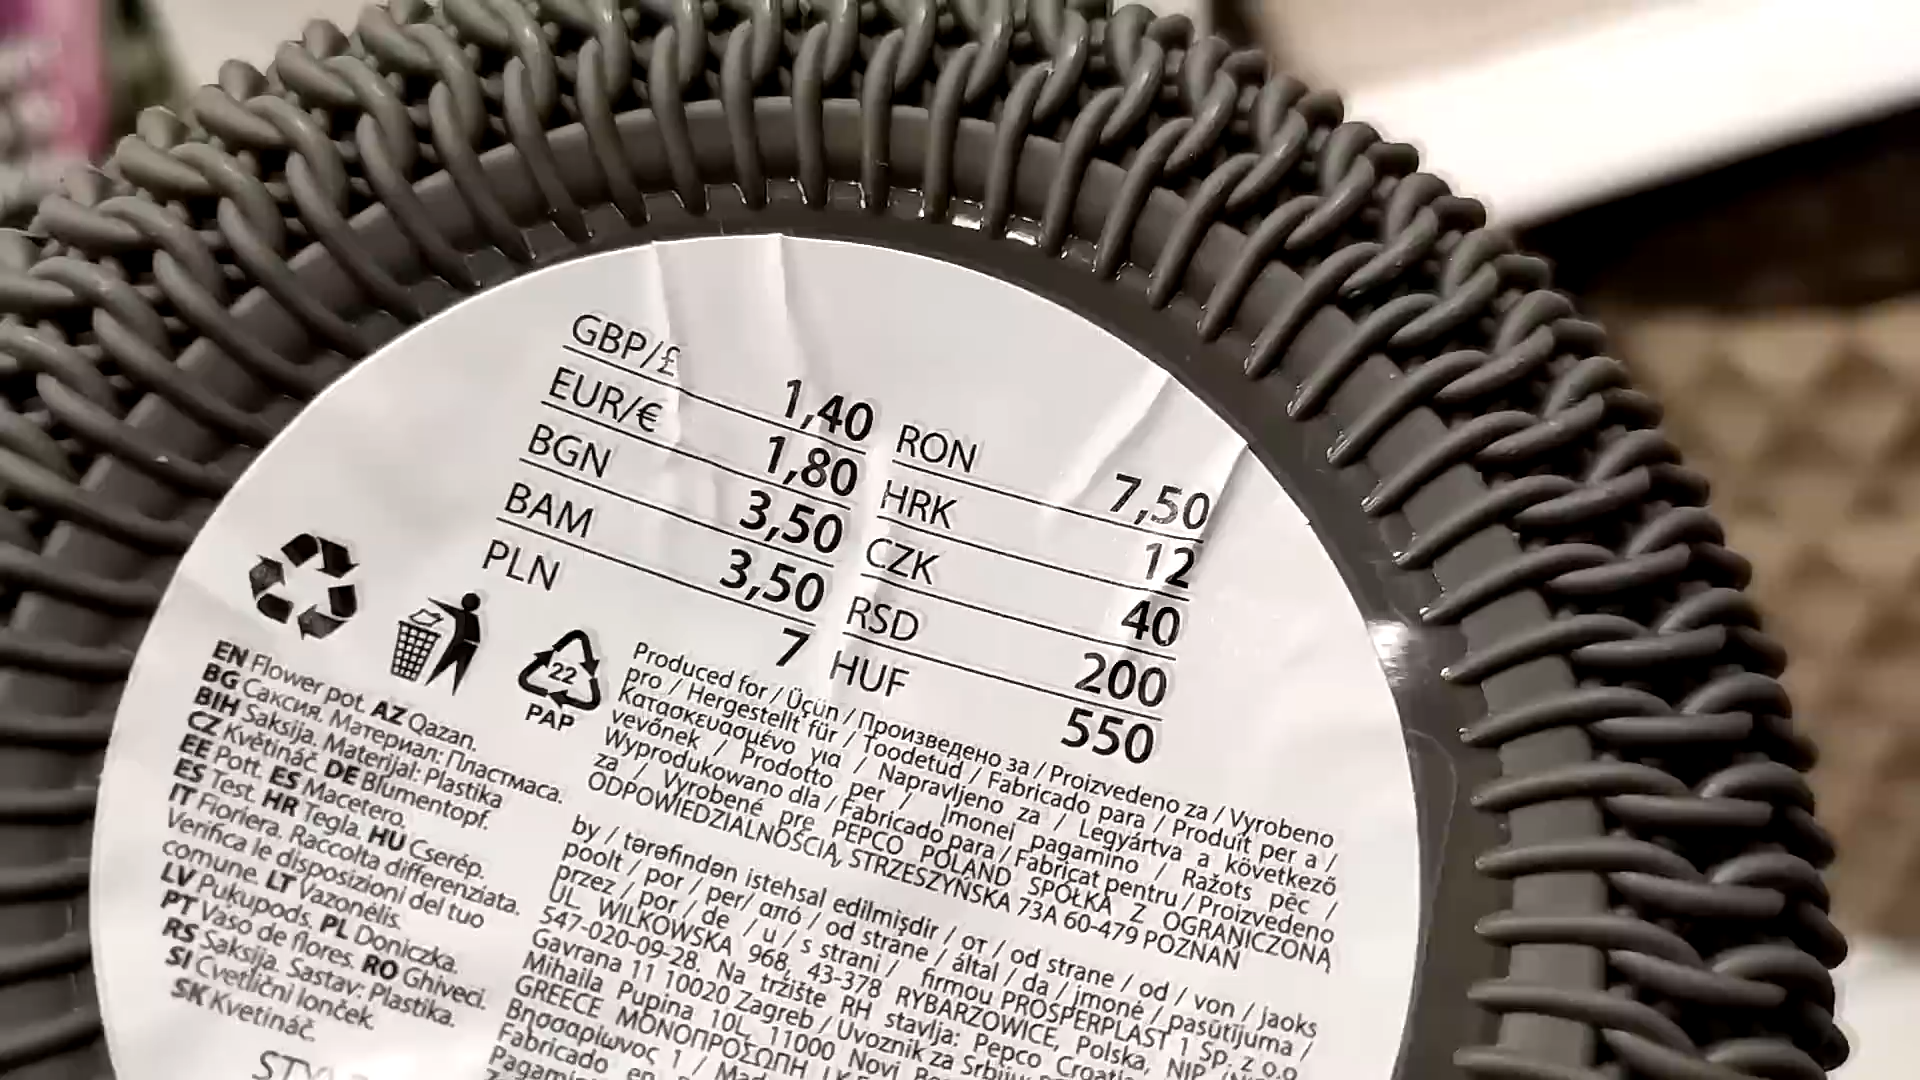 GBP/£ 1,40
EUR/€ 1,80
BGN 3,50
BAM 3,50
PLN 7
RON 7,50
HRK 12
CZK 40
RSD 200
HUF 550
22
PAP
EN Flower pot. AZ Qazan.
BG Саксия. Материал: Пластмаса.
BIH Saksija. Materijal: Plastika
CZ Květináč. DE Blumentopf.
EE Pott. ES Macetero.
ES Test. HR Tegla. HU Cserép.
IT Fioriera. Raccolta differenziata.
Verifica le disposizioni del tuo
comune. LT Vazonėlis.
LV Pukupods. PL Doniczka.
PT Vaso de flores. RO Ghiveci.
RS Saksija. Sastav: Plastika.
SI Cvetlični lonček.
SK Kvetináč.
Produced for / Üçün / Произведено за / Proizvedeno za / Vyrobeno
pro / Hergestellt für / Toodetud / Fabricado para / Produit per a /
Κατασκευασμένο για / Napravljeno za / Legyártva a következő
vevőnek / Prodotto per / Įmonei pagamino / Ražots pēc /
Wyprodukowano dla / Fabricado para / Fabricat pentru / Proizvedeno
za / Vyrobené pre PEPCO POLAND SPÓŁKA Z OGRANICZONĄ
ODPOWIEDZIALNOŚCIĄ, STRZESZYŃSKA 73A 60-479 POZNAŃ
by / tərəfindən istehsal edilmişdir / от / od strane / od / von / jaoks
poolt / por / per/ από / od strane / által / da / įmonė / pasūtījuma /
przez / por / de / u / s strani / firmou PROSPERPLAST 1 Sp. z o.o
UL. WILKOWSKA 968, 43-378 RYBARZOWICE, Polska, NIP
547-020-09-28. Na tržište RH stavlja: Pepco Croatia
Gavrana 11 10020 Zagreb / Uvoznik za Srbiju
Mihaila Pupina 10L, 11000 Novi
GREECE ΜΟΝΟΠΡΟΣΩΠΗ
Βησσαρίωνος 1 /
Fabricado en